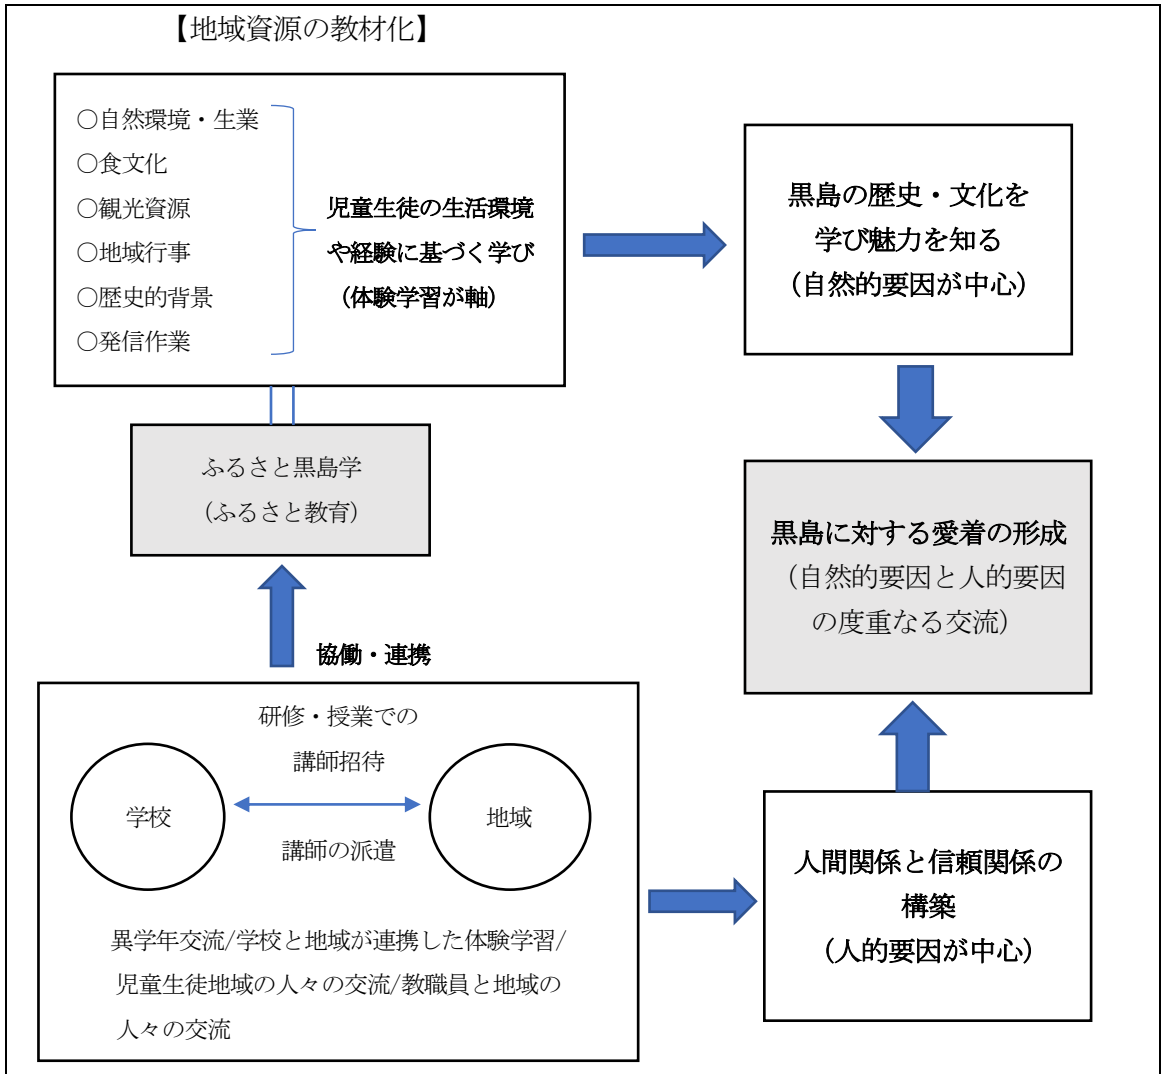 【地域資源の教材化】
〇自然環境・生業
〇食文化
〇観光資源
〇地域行事
〇歴史的背景
〇発信作業
児童生徒の生活環境
や経験に基づく学び
（体験学習が軸）
黒島の歴史・文化を
学び魅力を知る
（自然的要因が中心）
ふるさと黒島学
（ふるさと教育）
黒島に対する愛着の形成
（自然的要因と人的要因
の度重なる交流）
協働・連携
研修・授業での
講師招待
学校
地域
講師の派遣
異学年交流/学校と地域が連携した体験学習/
児童生徒地域の人々の交流/教職員と地域の
人々の交流
人間関係と信頼関係の
構築
（人的要因が中心）